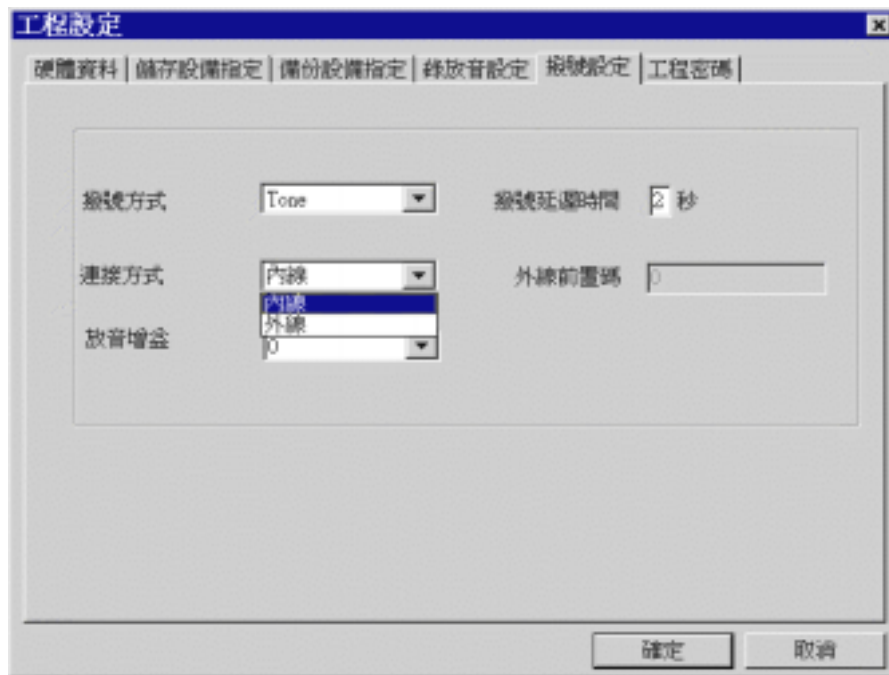 工程設定
硬體資料 儲存設備指定 備份設備指定 錄放音設定 撥號設定 工程密碼
撥號方式 Tone 撥號延遲時間 2 秒
連接方式 內線 外線前置碼 0
內線
外線
放音增益 0
確定 取消